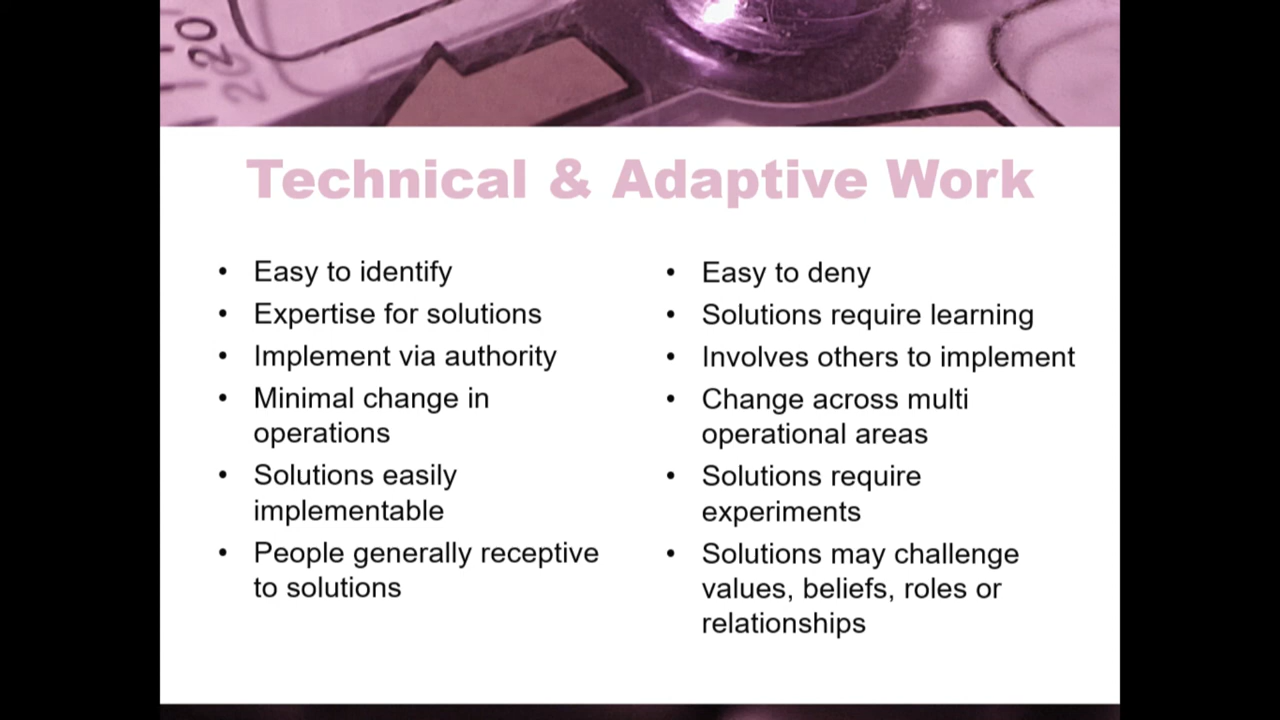 20
20
Technical & Adaptive Work
• Easy to identify
• Expertise for solutions
• Implement via authority
• Minimal change in
operations
• Solutions easily
implementable
• People generally receptive
to solutions
• Easy to deny
• Solutions require learning
• Involves others to implement
• Change across multi
operational areas
• Solutions require
experiments
• Solutions may challenge
values, beliefs, roles or
relationships